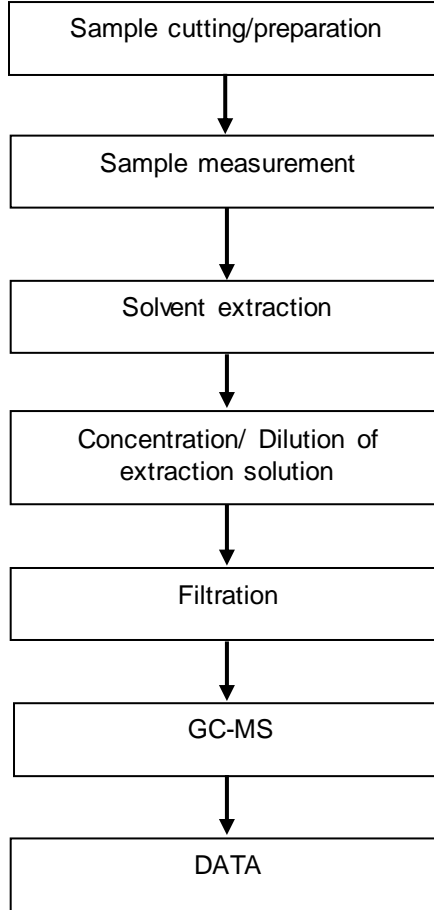 Sample cutting/preparation
Sample measurement
Solvent extraction
Concentration/ Dilution of
extraction solution
Filtration
GC-MS
DATA